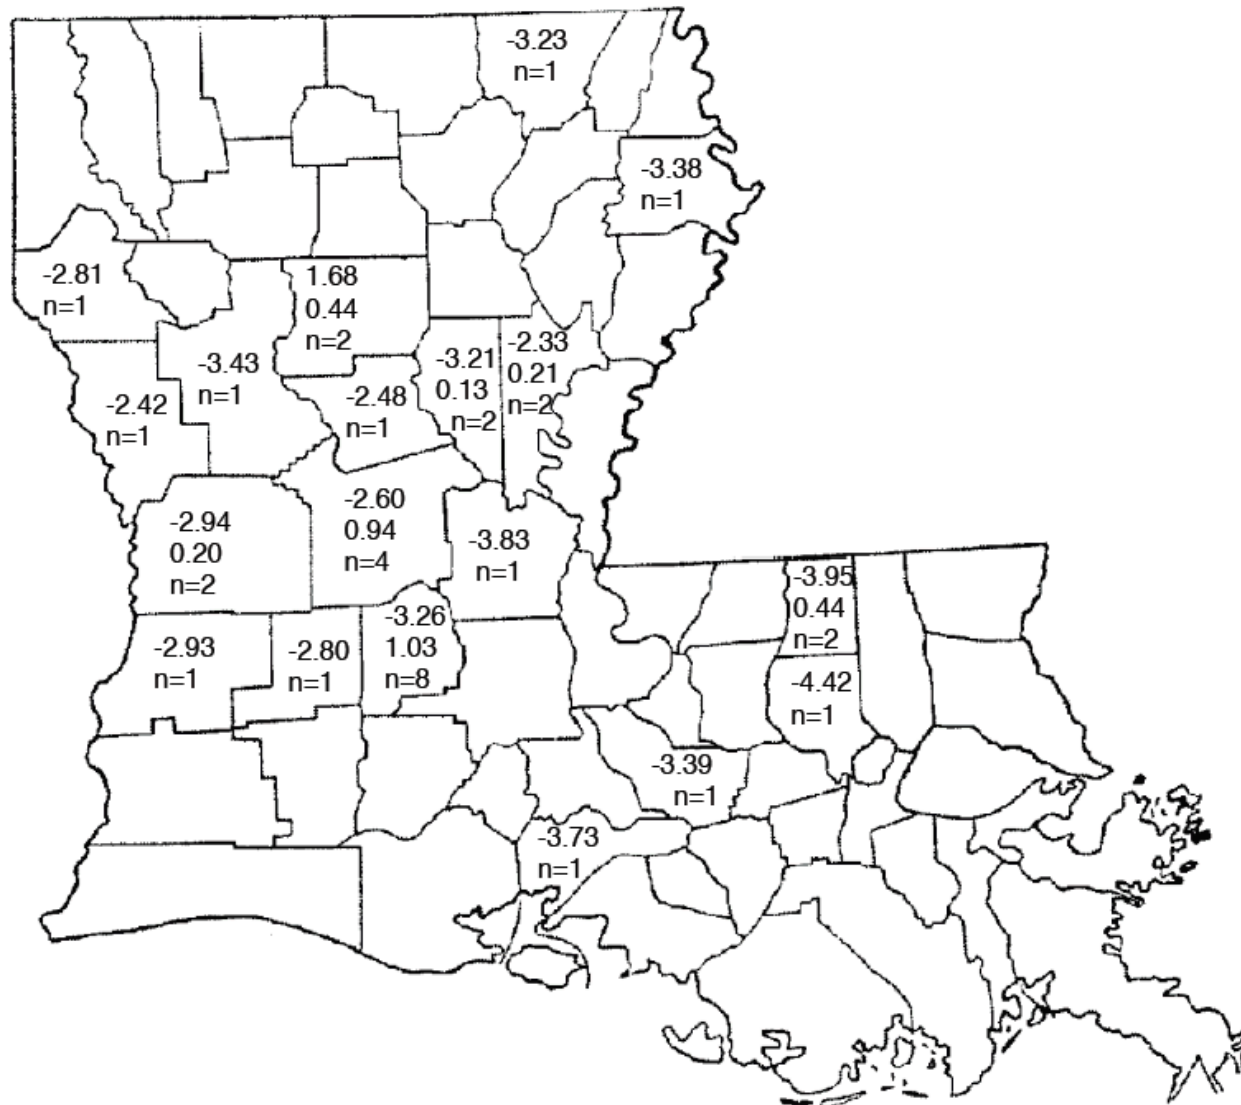 -3.23
n=1
-3.38
n=1
-2.81
n=1
1.68
0.44
n=2
-3.43
n=1
-3.21
0.13
n=2
-2.33
0.21
n=2
-2.42
n=1
-2.48
n=1
-2.94
0.20
n=2
-2.60
0.94
n=4
-3.83
n=1
-3.95
0.44
n=2
-2.93
n=1
-2.80
n=1
-3.26
1.03
n=8
-4.42
n=1
-3.39
n=1
-3.73
n=1